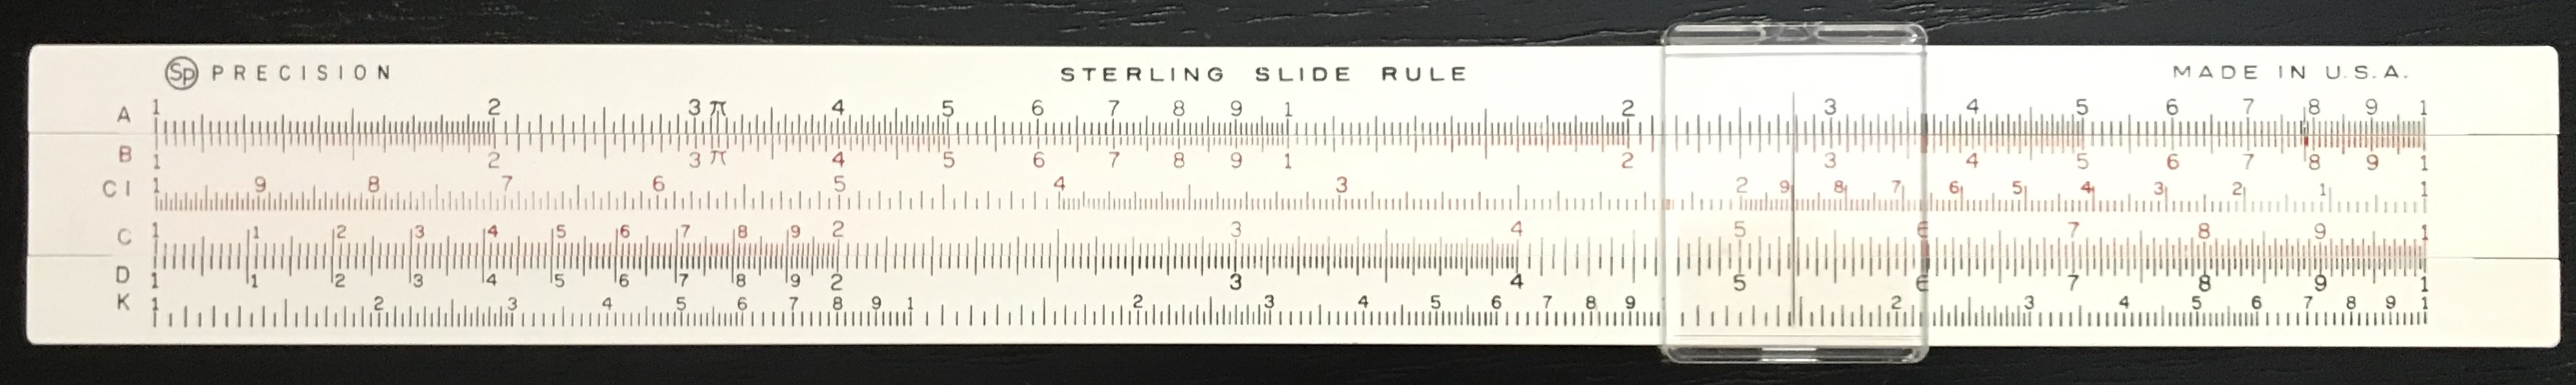 Sp PRECISION STERLING SLIDE RULE MADE IN U.S.A.
A 1 2 3 π 4 5 6 7 8 9 1 2 3 4 5 6 7 8 9 1
B 1 2 3 π 4 5 6 7 8 9 1 2 3 4 5 6 7 8 9 1
CI 1 9 8 7 6 5 4 3 2 9 8 7 6 5 4 3 2 1 1
C 1 1 2 3 4 5 6 7 8 9 2 3 4 5 6 7 8 9 1
D 1 1 2 3 4 5 6 7 8 9 2 3 4 5 6 7 8 9 1
K 1 2 3 4 5 6 7 8 9 1 2 3 4 5 6 7 8 9 2 3 4 5 6 7 8 9 1